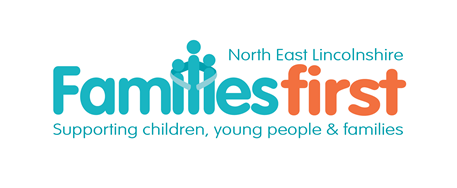 North East Lincolnshire
Familiesfirst
Supporting children, young people & families